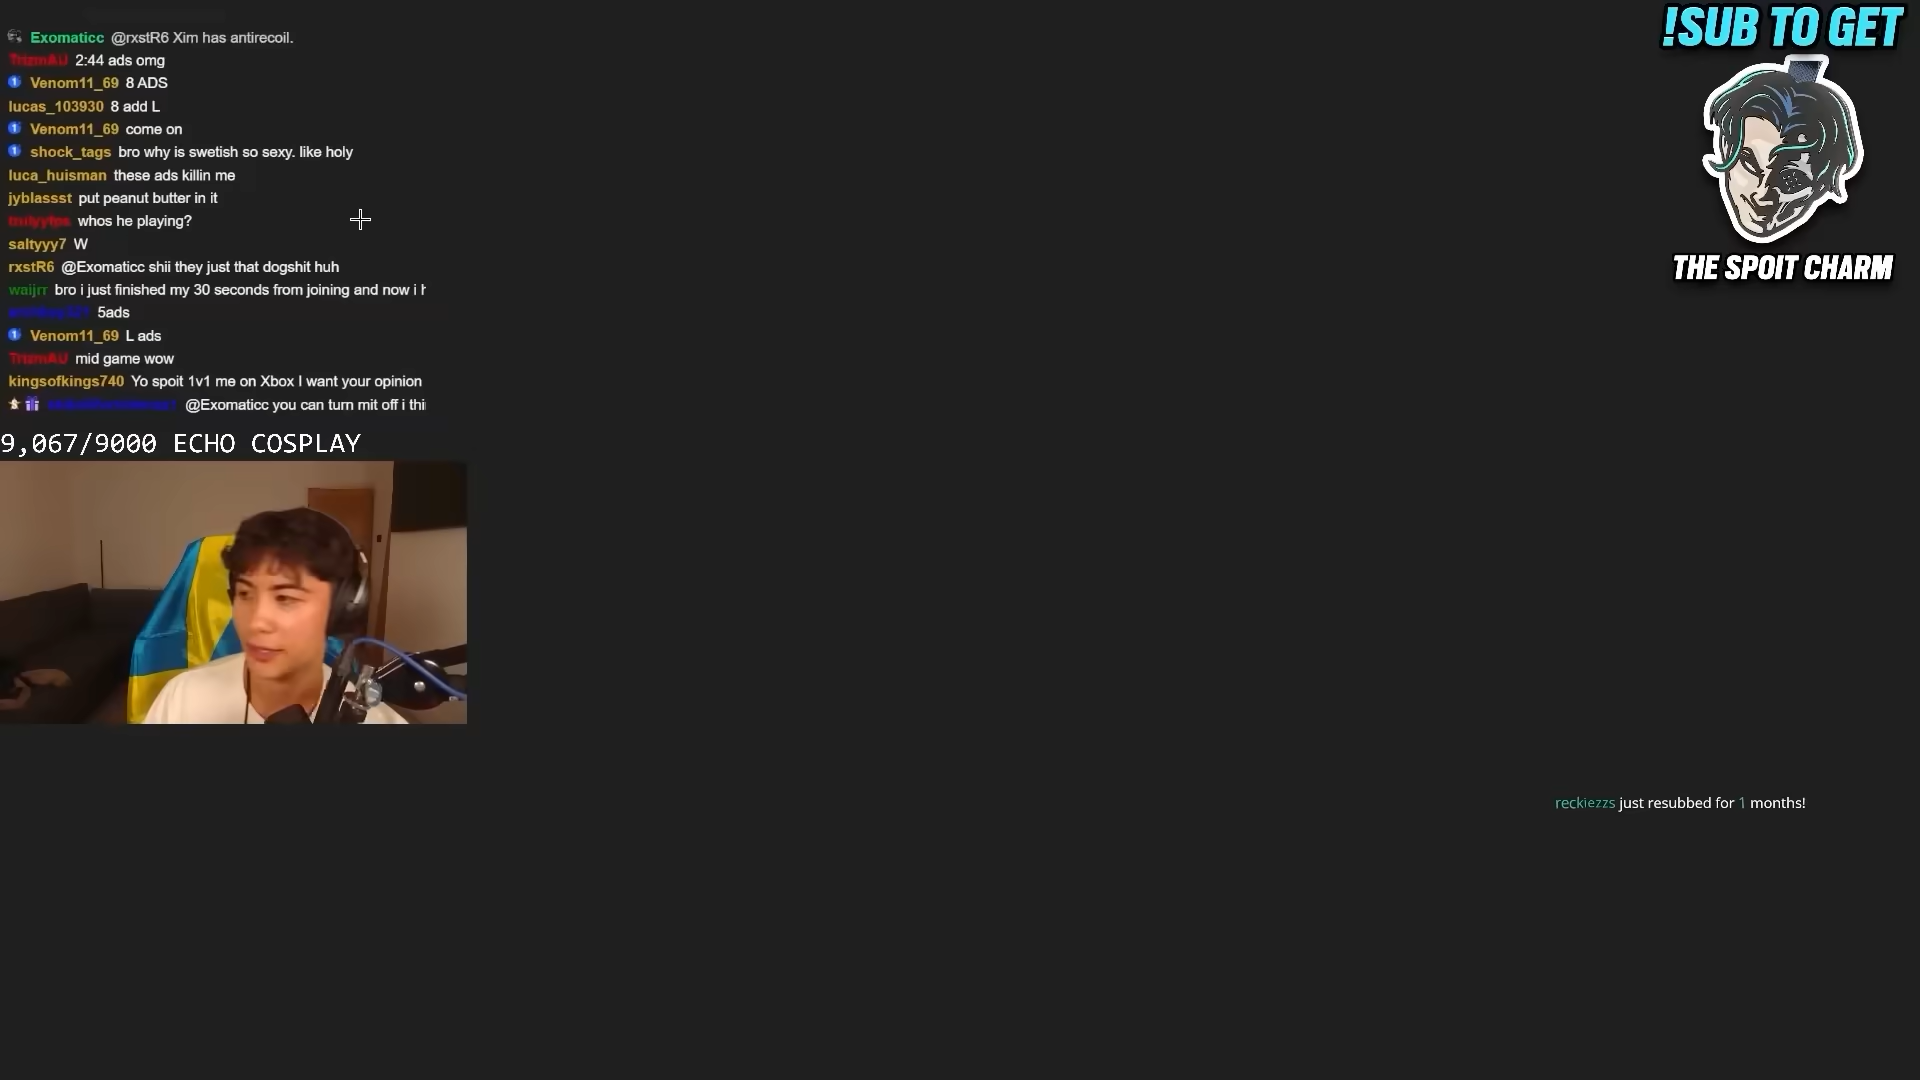 Exomaticc @rxstR6 Xim has antirecoil.
TrizmAU 2:44 ads omg
Venom11_69 8 ADS
lucas_103930 8 add L
Venom11_69 come on
shock_tags bro why is swetish so sexy. like holy
luca_huisman these ads killin me
jyblassst put peanut butter in it
whos he playing?
saltyyy7 W
rxstR6 @Exomaticc shii they just that dogshit huh
waijrr bro i just finished my 30 seconds from joining and now i h
5ads
Venom11_69 L ads
TrizmAU mid game wow
kingsofkings740 Yo spoit 1v1 me on Xbox I want your opinion
@Exomaticc you can turn mit off i thi
9,067/9000 ECHO COSPLAY
!SUB TO GET
THE SPOIT CHARM
reckiezzs just resubbed for 1 months!